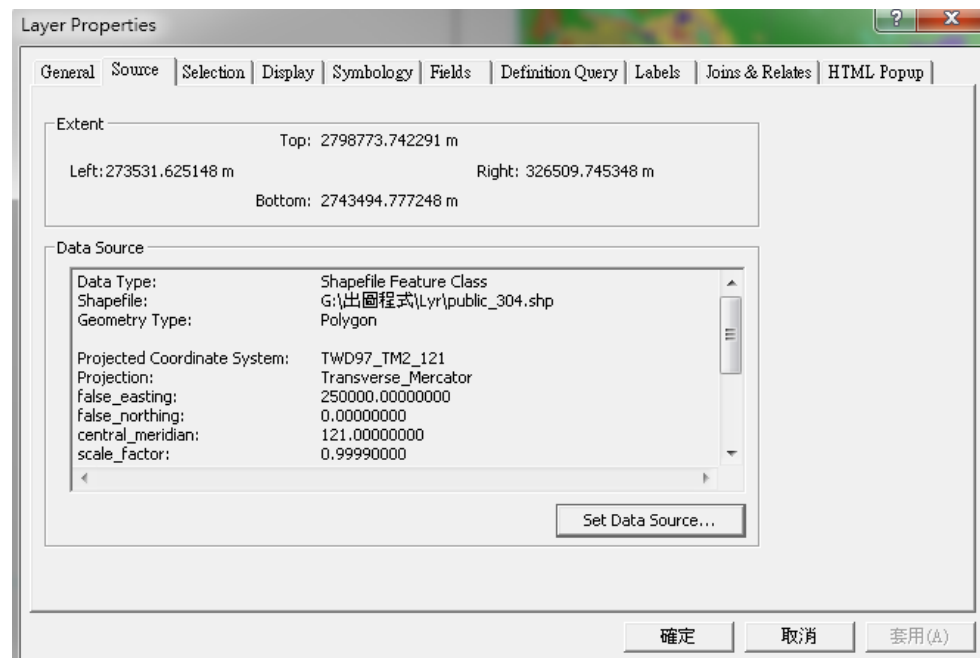 Layer Properties
General Source Selection Display Symbology Fields Definition Query Labels Joins & Relates HTML Popup
Extent
Top: 2798773.742291 m
Left: 273531.625148 m Right: 326509.745348 m
Bottom: 2743494.777248 m
Data Source
Data Type: Shapefile Feature Class
Shapefile: G:\出圖程式\Lyr\public_304.shp
Geometry Type: Polygon
Projected Coordinate System: TWD97_TM2_121
Projection: Transverse_Mercator
false_easting: 250000.00000000
false_northing: 0.00000000
central_meridian: 121.00000000
scale_factor: 0.99990000
Set Data Source...
確定 取消 套用(A)